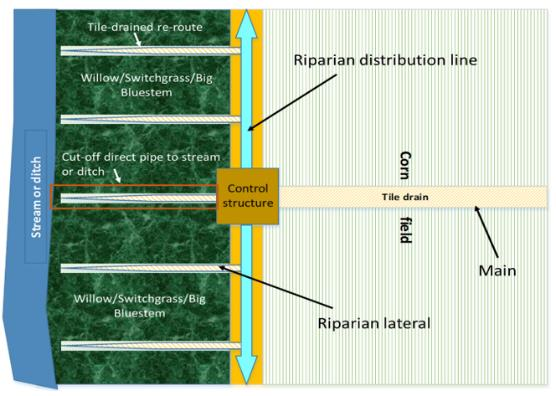 Tile-drained re-route
Riparian distribution line
Willow/Switchgrass/Big
Bluestem
Cut-off direct pipe to stream
or ditch
Stream or ditch
Control
structure
Corn
field
Tile drain
Main
Willow/Switchgrass/Big
Bluestem
Riparian lateral